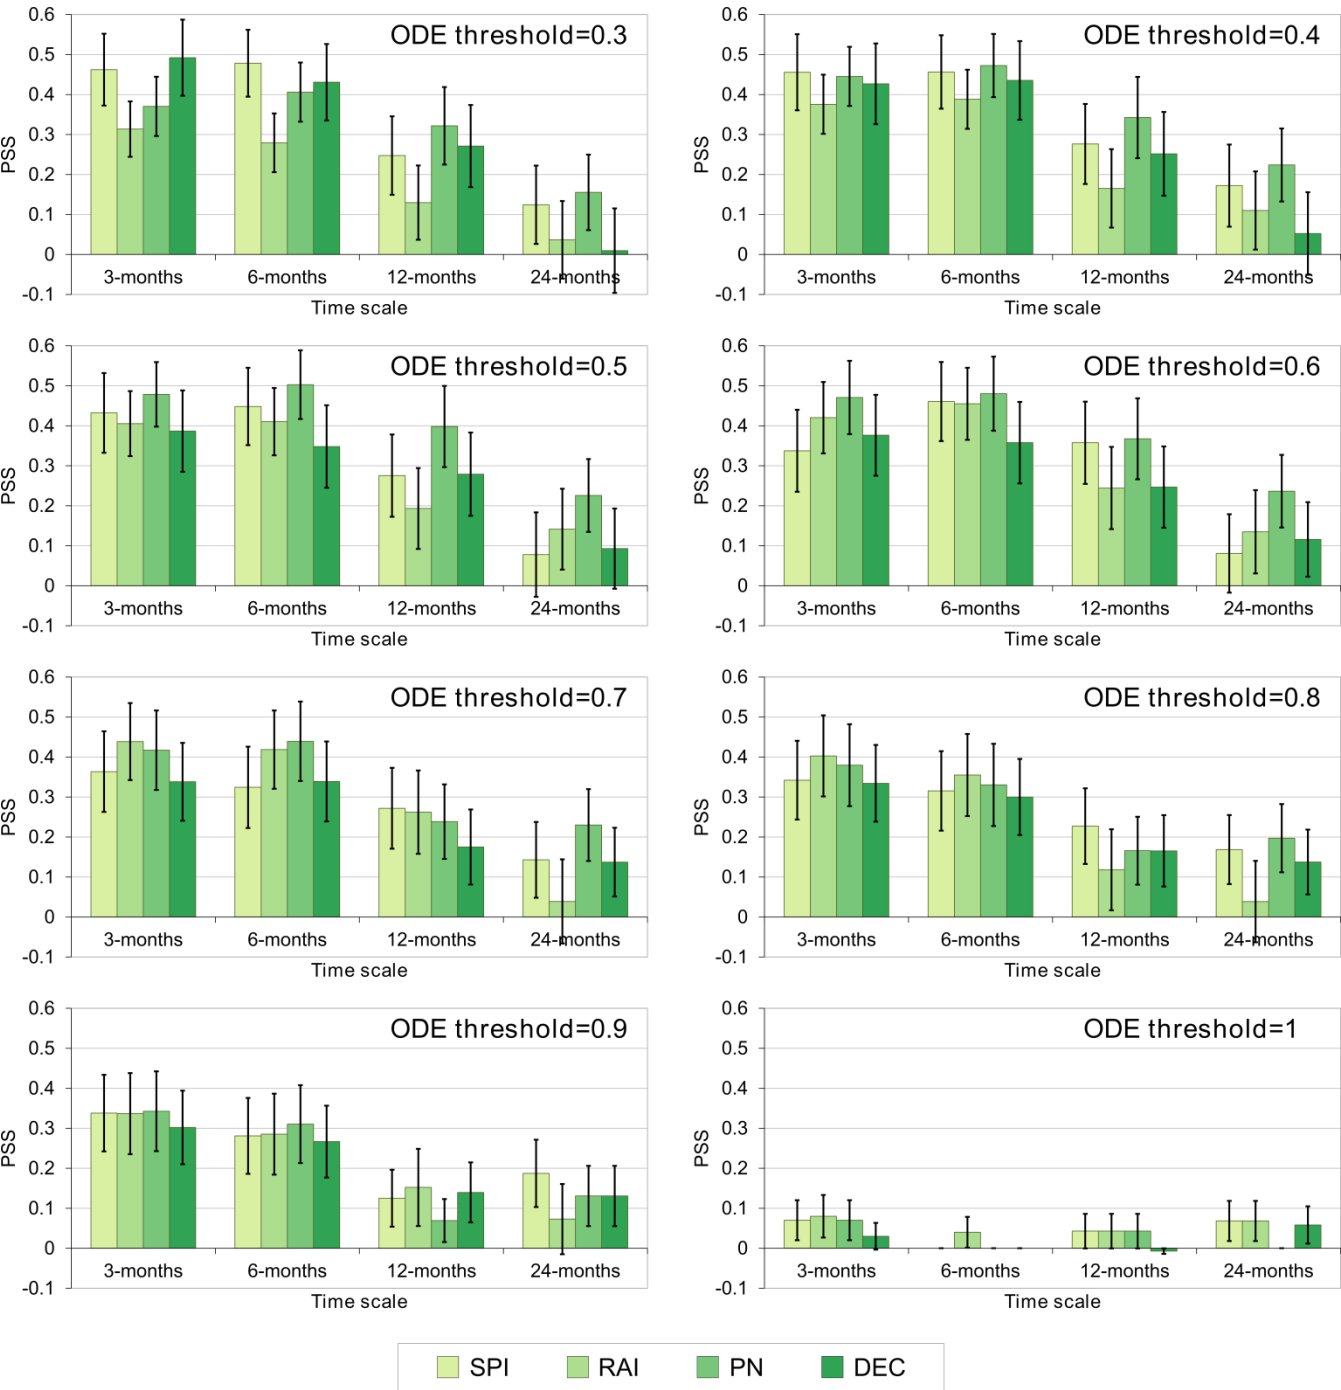 ODE threshold=0.3
0.6
0.5
0.4
0.3
0.2
0.1
0
-0.1
PSS
3-months 6-months 12-months 24-months
Time scale
ODE threshold=0.4
0.6
0.5
0.4
0.3
0.2
0.1
0
-0.1
PSS
3-months 6-months 12-months 24-months
Time scale
ODE threshold=0.5
0.6
0.5
0.4
0.3
0.2
0.1
0
-0.1
PSS
3-months 6-months 12-months 24-months
Time scale
ODE threshold=0.6
0.6
0.5
0.4
0.3
0.2
0.1
0
-0.1
PSS
3-months 6-months 12-months 24-months
Time scale
ODE threshold=0.7
0.6
0.5
0.4
0.3
0.2
0.1
0
-0.1
PSS
3-months 6-months 12-months 24-months
Time scale
ODE threshold=0.8
0.6
0.5
0.4
0.3
0.2
0.1
0
-0.1
PSS
3-months 6-months 12-months 24-months
Time scale
ODE threshold=0.9
0.6
0.5
0.4
0.3
0.2
0.1
0
-0.1
PSS
3-months 6-months 12-months 24-months
Time scale
ODE threshold=1
0.6
0.5
0.4
0.3
0.2
0.1
0
-0.1
PSS
3-months 6-months 12-months 24-months
Time scale
SPI RAI PN DEC